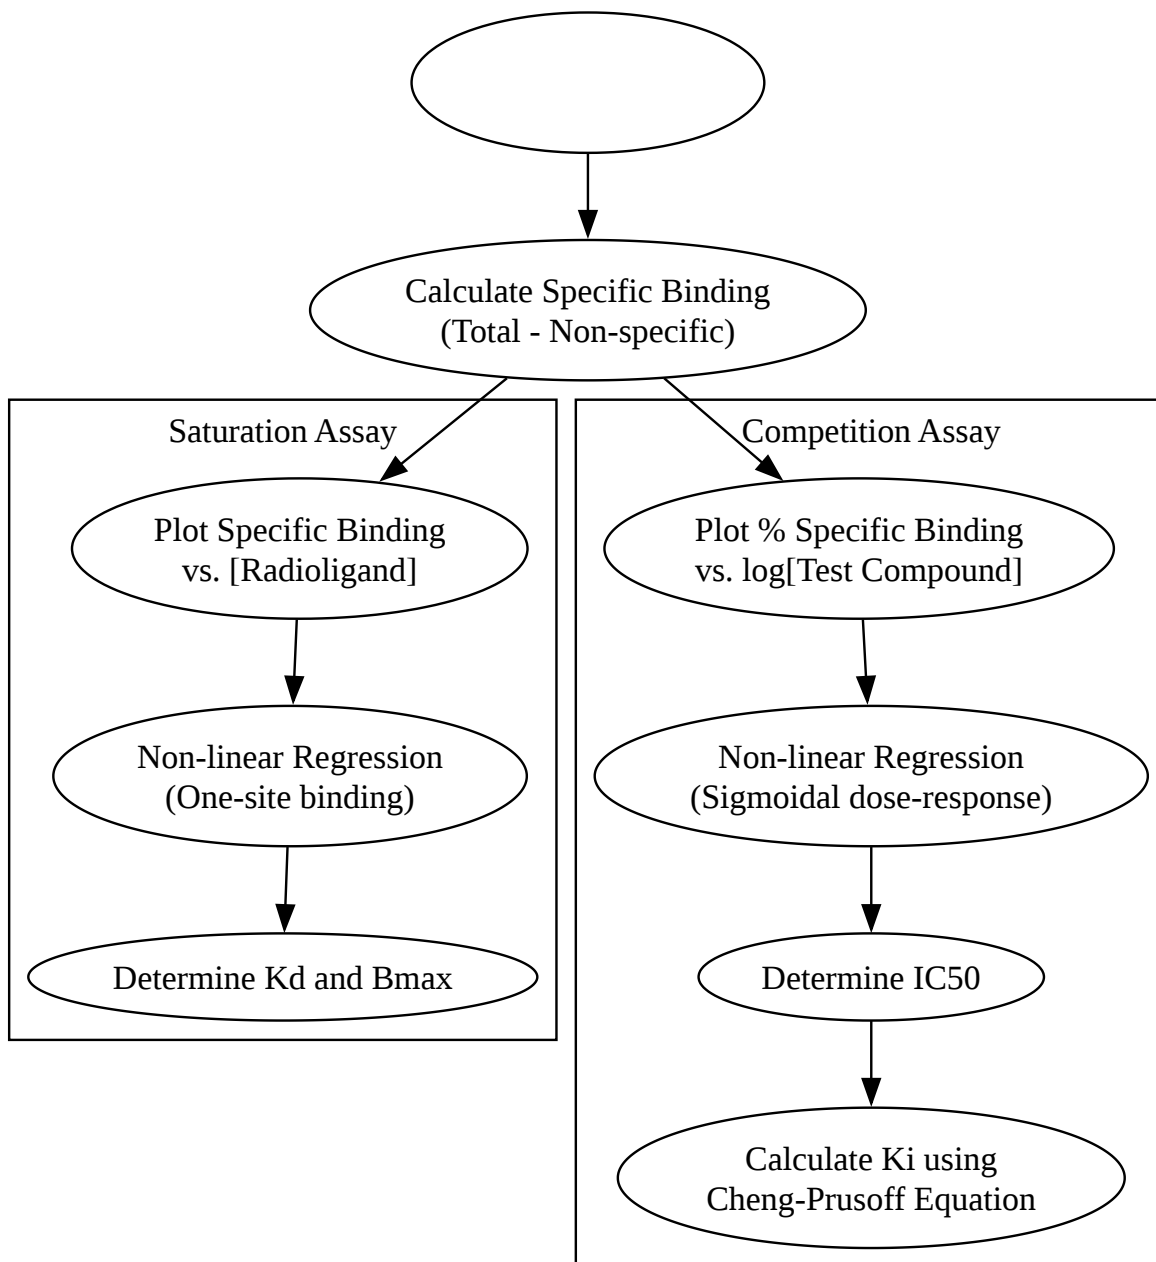 Calculate Specific Binding
(Total - Non-specific)
Saturation Assay
Plot Specific Binding
vs. [Radioligand]
Non-linear Regression
(One-site binding)
Determine Kd and Bmax
Competition Assay
Plot % Specific Binding
vs. log[Test Compound]
Non-linear Regression
(Sigmoidal dose-response)
Determine IC50
Calculate Ki using
Cheng-Prusoff Equation